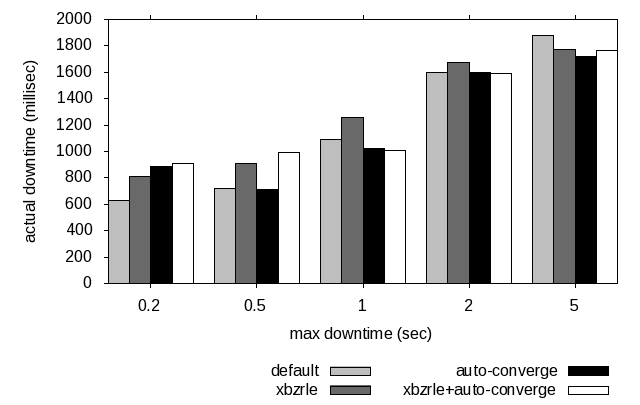 2000
1800
1600
1400
1200
1000
800
600
400
200
0
actual downtime (millisec)
0.2 0.5 1 2 5
max downtime (sec)
default auto-converge
xbzrle xbzrle+auto-converge